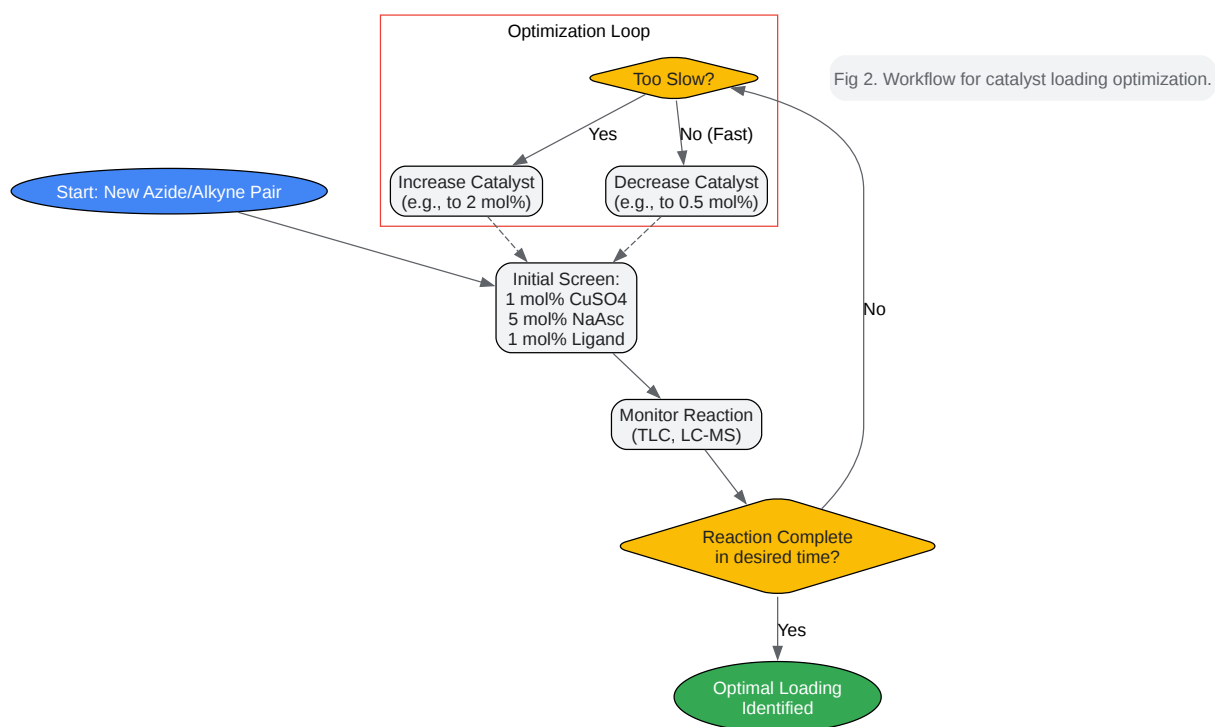 Optimization Loop
Too Slow?
Fig 2. Workflow for catalyst loading optimization.
Yes
No (Fast)
Start: New Azide/Alkyne Pair
Increase Catalyst
(e.g., to 2 mol%)
Decrease Catalyst
(e.g., to 0.5 mol%)
Initial Screen:
1 mol% CuSO4
5 mol% NaAsc
1 mol% Ligand
No
Monitor Reaction
(TLC, LC-MS)
Reaction Complete
in desired time?
Yes
Optimal Loading
Identified